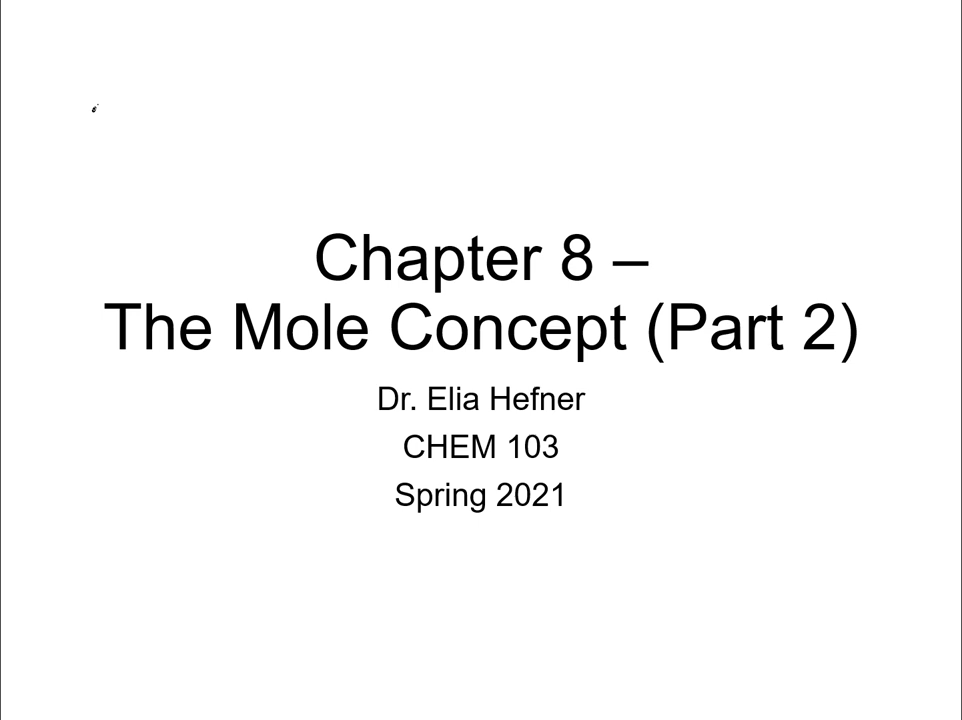 Chapter 8 –
The Mole Concept (Part 2)
Dr. Elia Hefner
CHEM 103
Spring 2021